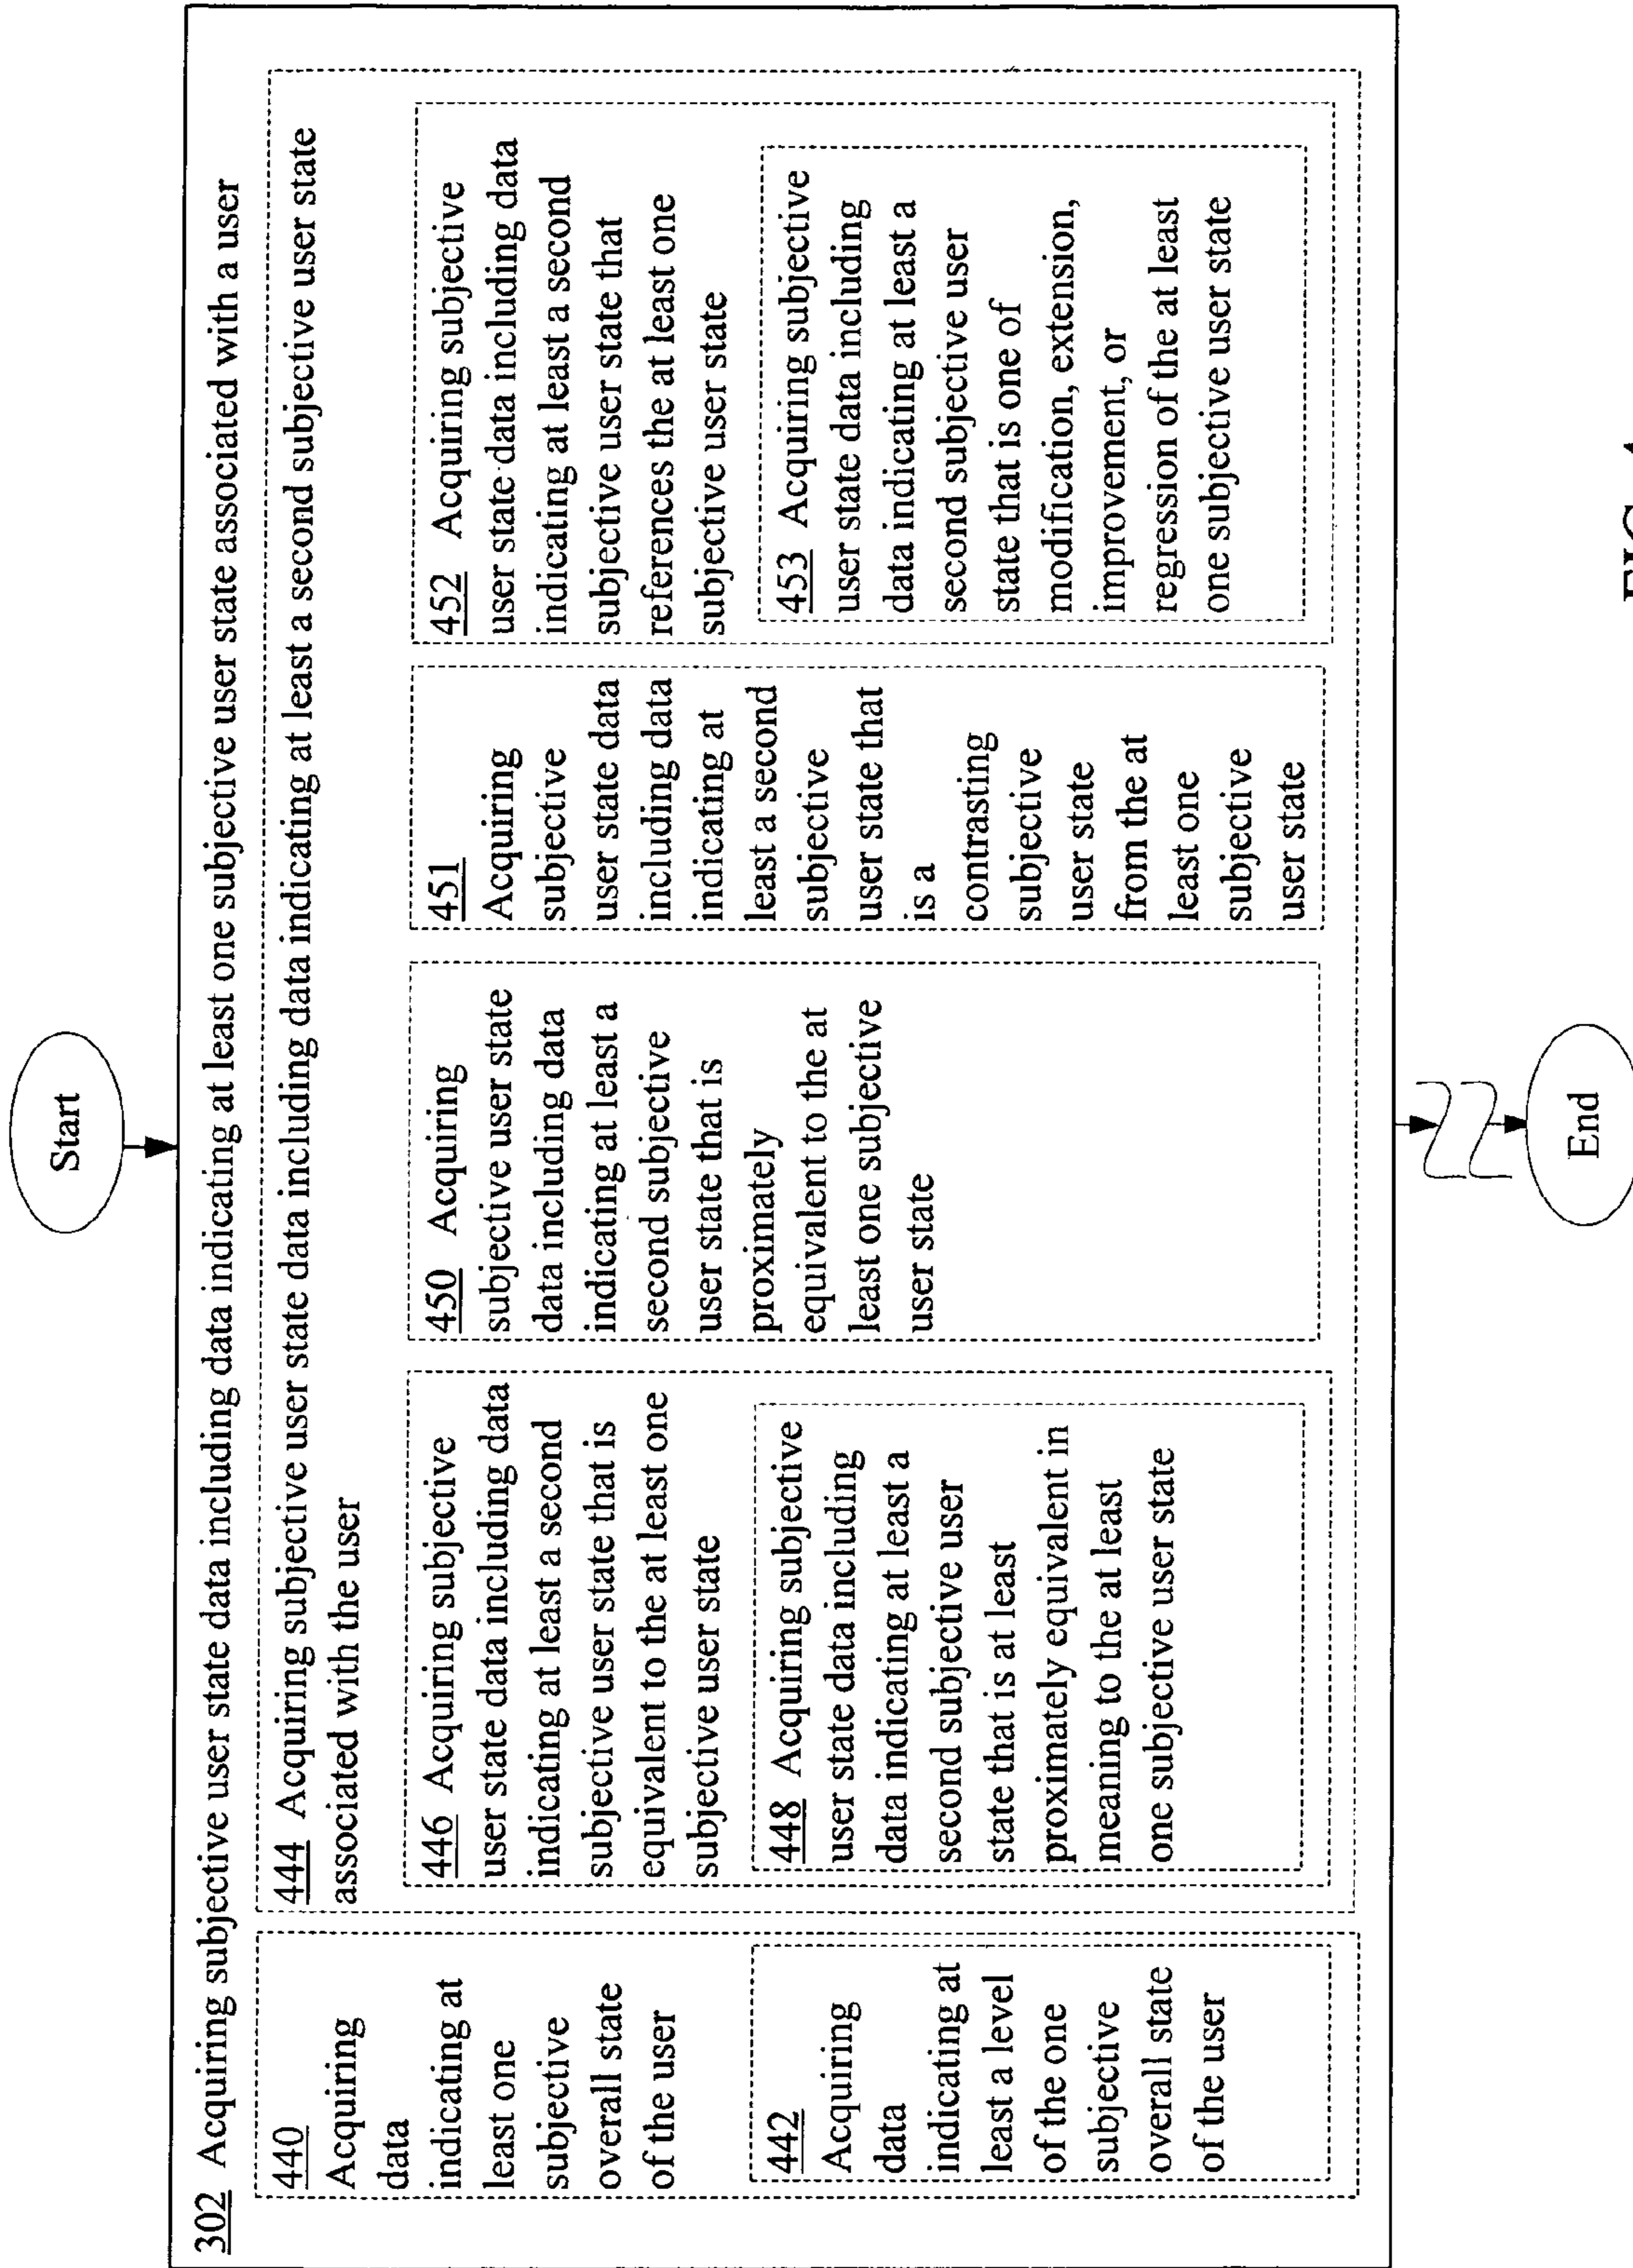 Start
302 Acquiring subjective user state data including data indicating at least one subjective user state associated with a user
440
Acquiring
data
indicating at
least one
subjective
overall state
of the user
442
Acquiring
data
indicating at
least a level
of the one
subjective
overall state
of the user
444 Acquiring subjective user state data including data indicating at least a second subjective user state
associated with the user
446 Acquiring subjective
user state data including data
indicating at least a second
subjective user state that is
equivalent to the at least one
subjective user state
448 Acquiring subjective
user state data including
data indicating at least a
second subjective user
state that is at least
proximately equivalent in
meaning to the at least
one subjective user state
450 Acquiring
subjective user state
data including data
indicating at least a
second subjective
user state that is
proximately
equivalent to the at
least one subjective
user state
451
Acquiring
subjective
user state data
including data
indicating at
least a second
subjective
user state that
is a
contrasting
subjective
user state
from the at
least one
subjective
user state
452 Acquiring subjective
user state data including data
indicating at least a second
subjective user state that
references the at least one
subjective user state
453 Acquiring subjective
user state data including
data indicating at least a
second subjective user
state that is one of
modification, extension,
improvement, or
regression of the at least
one subjective user state
End